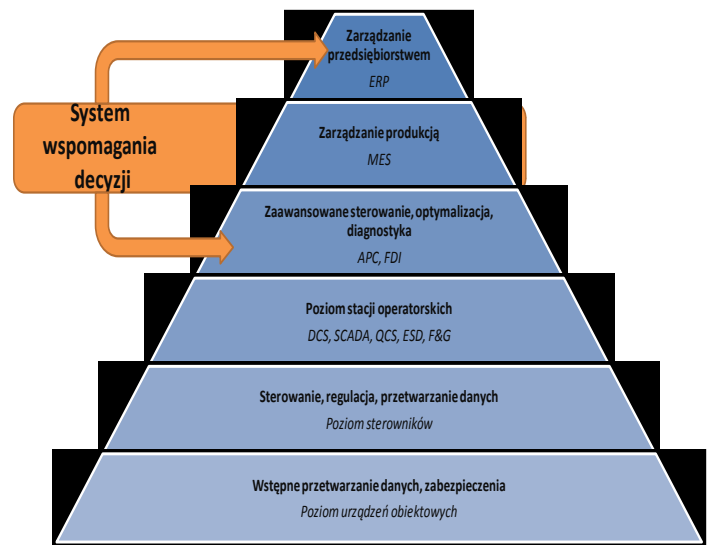 Zarządzanie
przedsiębiorstwem
ERP
System
wspomagania
decyzji
Zarządzanie produkcją
MES
Zaawansowane sterowanie, optymalizacja,
diagnostyka
APC, FDI
Poziom stacji operatorskich
DCS, SCADA, QCS, ESD, F&G
Sterowanie, regulacja, przetwarzanie danych
Poziom sterowników
Wstępne przetwarzanie danych, zabezpieczenia
Poziom urządzeń obiektowych